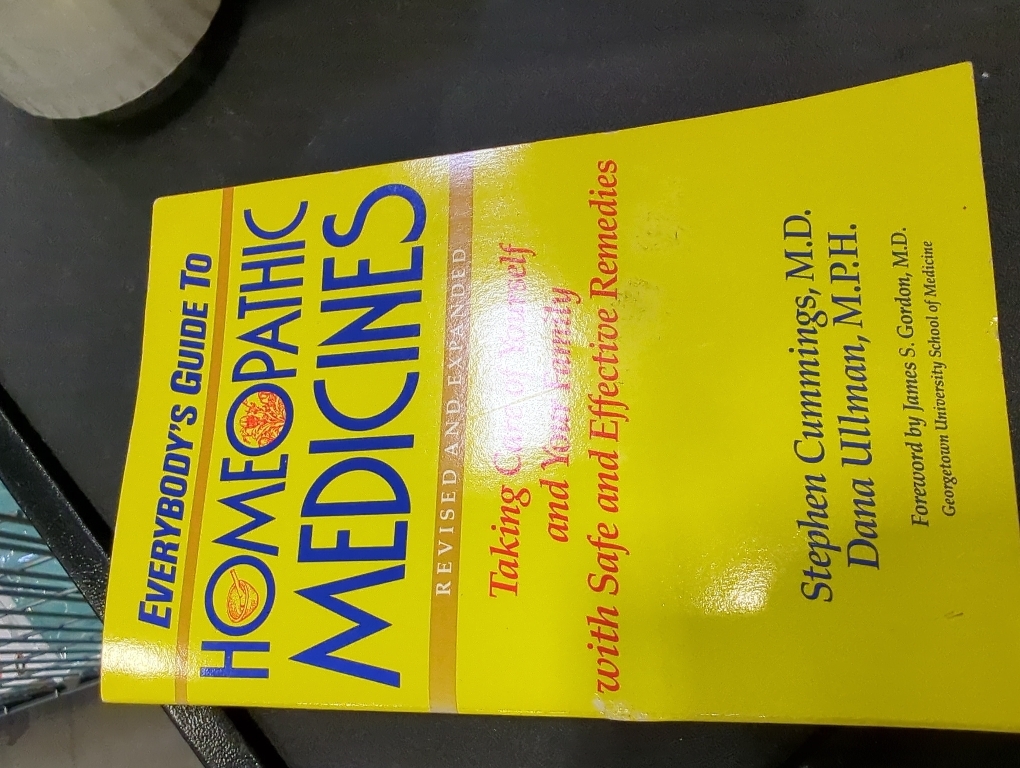 EVERYBODY'S GUIDE TO
HOMEOPATHIC
MEDICINES
REVISED AND EXPANDED
Taking Care of Yourself
and Your Family
with Safe and Effective Remedies
Stephen Cummings, M.D.
Dana Ullman, M.P.H.
Foreword by James S. Gordon, M.D.
Georgetown University School of Medicine